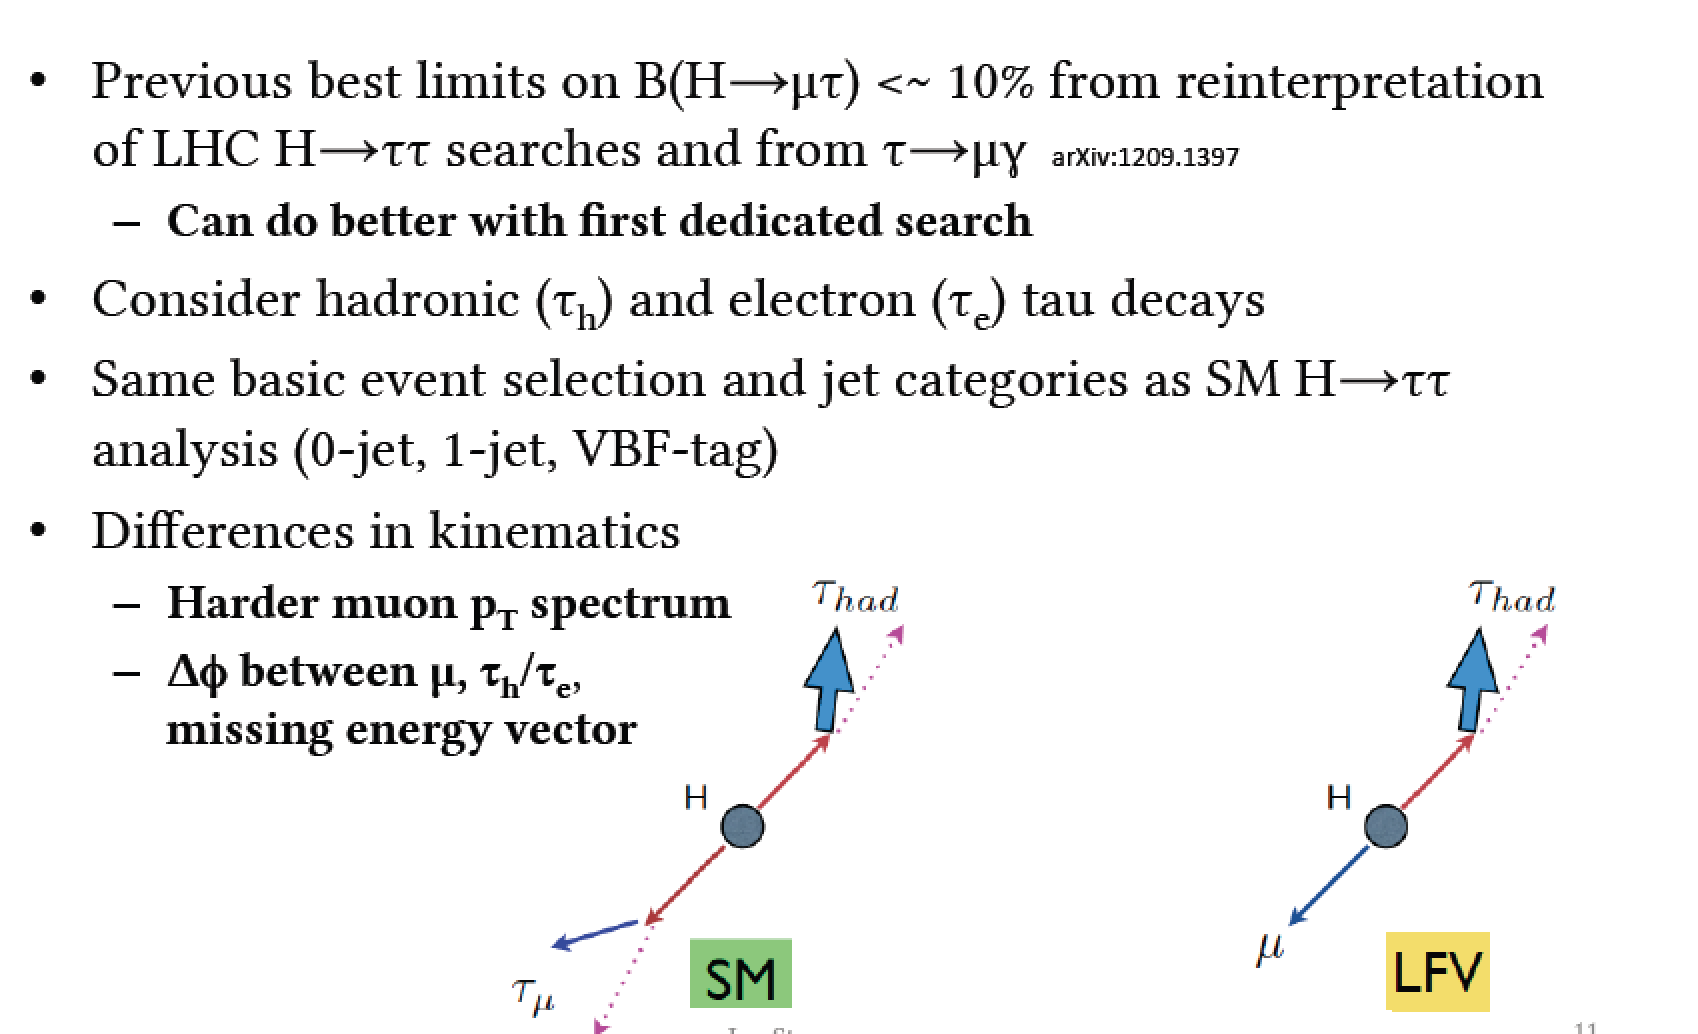 • Previous best limits on B(H→μτ) <~ 10% from reinterpretation
of LHC H→ττ searches and from τ→μγ arXiv:1209.1397
– Can do better with first dedicated search
• Consider hadronic (τh) and electron (τe) tau decays
• Same basic event selection and jet categories as SM H→ττ
analysis (0-jet, 1-jet, VBF-tag)
• Differences in kinematics
– Harder muon pT spectrum
– Δϕ between μ, τh/τe,
missing energy vector
τhad
H
τμ
SM
τhad
H
μ
LFV
11